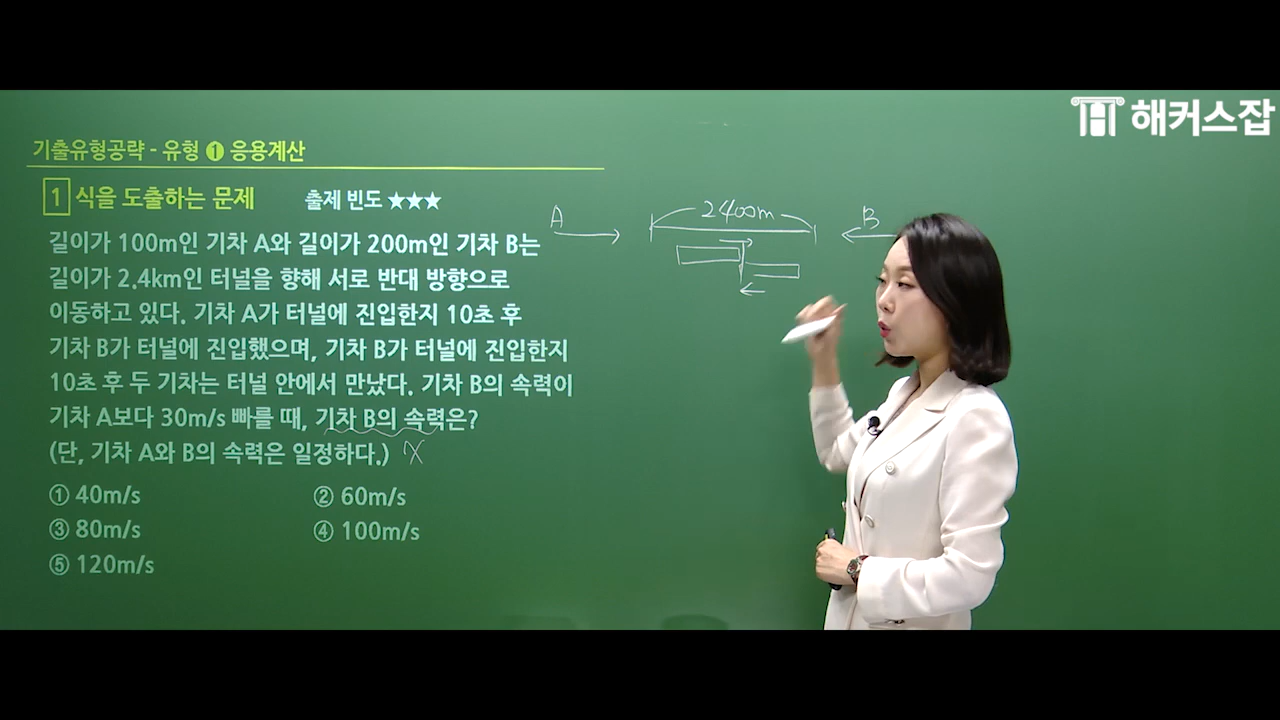 해커스잡
기출유형공략 - 유형 ❶ 응용계산
1 식을 도출하는 문제 출제 빈도 ★★★
길이가 100m인 기차 A와 길이가 200m인 기차 B는
길이가 2.4km인 터널을 향해 서로 반대 방향으로
이동하고 있다. 기차 A가 터널에 진입한지 10초 후
기차 B가 터널에 진입했으며, 기차 B가 터널에 진입한지
10초 후 두 기차는 터널 안에서 만났다. 기차 B의 속력이
기차 A보다 30m/s 빠를 때, 기차 B의 속력은?
(단, 기차 A와 B의 속력은 일정하다.) X
① 40m/s ② 60m/s
③ 80m/s ④ 100m/s
⑤ 120m/s
A 2400m B